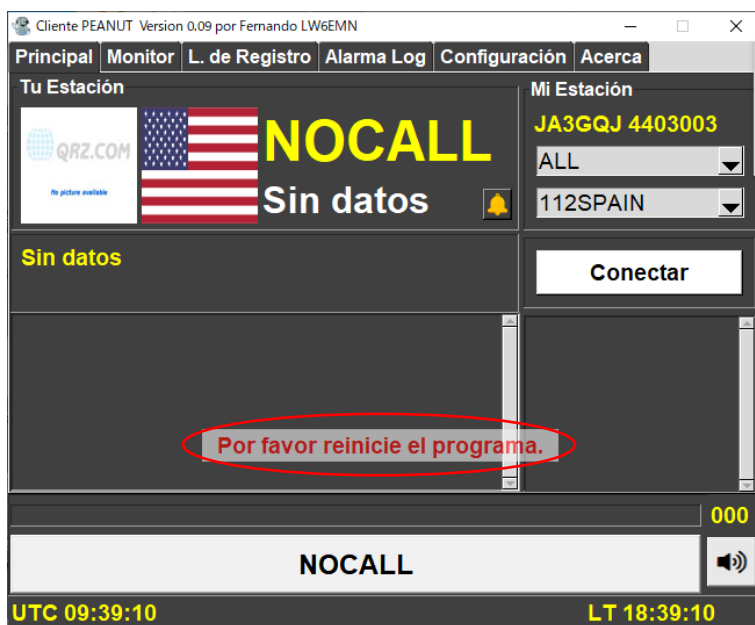 Cliente PEANUT Version 0.09 por Fernando LW6EMN
Principal Monitor L. de Registro Alarma Log Configuración Acerca
Tu Estación
QRZ.COM
No picture available
NOCALL
Sin datos
Mi Estación
JA3GQJ 4403003
ALL
112SPAIN
Sin datos
Conectar
Por favor reinicie el programa.
000
NOCALL
UTC 09:39:10
LT 18:39:10